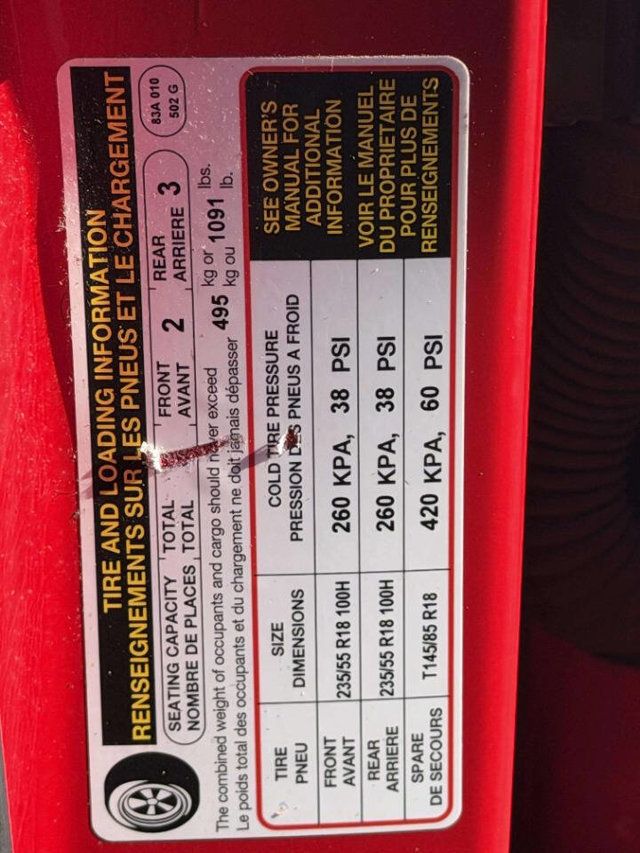 TIRE AND LOADING INFORMATION
RENSEIGNEMENTS SUR LES PNEUS ET LE CHARGEMENT
SEATING CAPACITY TOTAL FRONT 2 REAR 3
NOMBRE DE PLACES TOTAL AVANT ARRIERE
83A 010
502 G
The combined weight of occupants and cargo should never exceed 495 kg or 1091 lbs.
Le poids total des occupants et du chargement ne doit jamais dépasser kg ou lb.
TIRE SIZE COLD TIRE PRESSURE
PNEU DIMENSIONS PRESSION DES PNEUS A FROID
FRONT 235/55 R18 100H 260 KPA, 38 PSI
AVANT
REAR 235/55 R18 100H 260 KPA, 38 PSI
ARRIERE
SPARE T145/85 R18 420 KPA, 60 PSI
DE SECOURS
SEE OWNER'S
MANUAL FOR
ADDITIONAL
INFORMATION
VOIR LE MANUEL
DU PROPRIETAIRE
POUR PLUS DE
RENSEIGNEMENTS